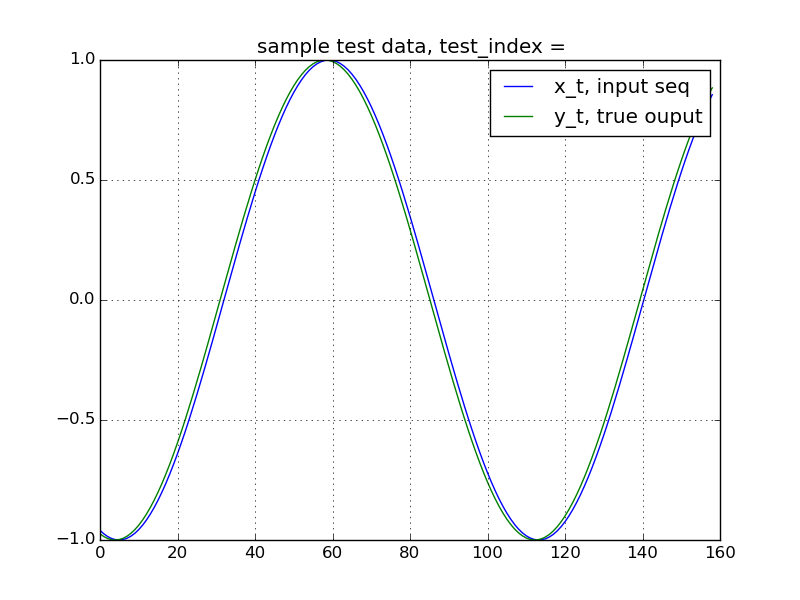 sample test data, test_index =
x_t, input seq
y_t, true ouput
1.0
0.5
0.0
−0.5
−1.0
0 20 40 60 80 100 120 140 160